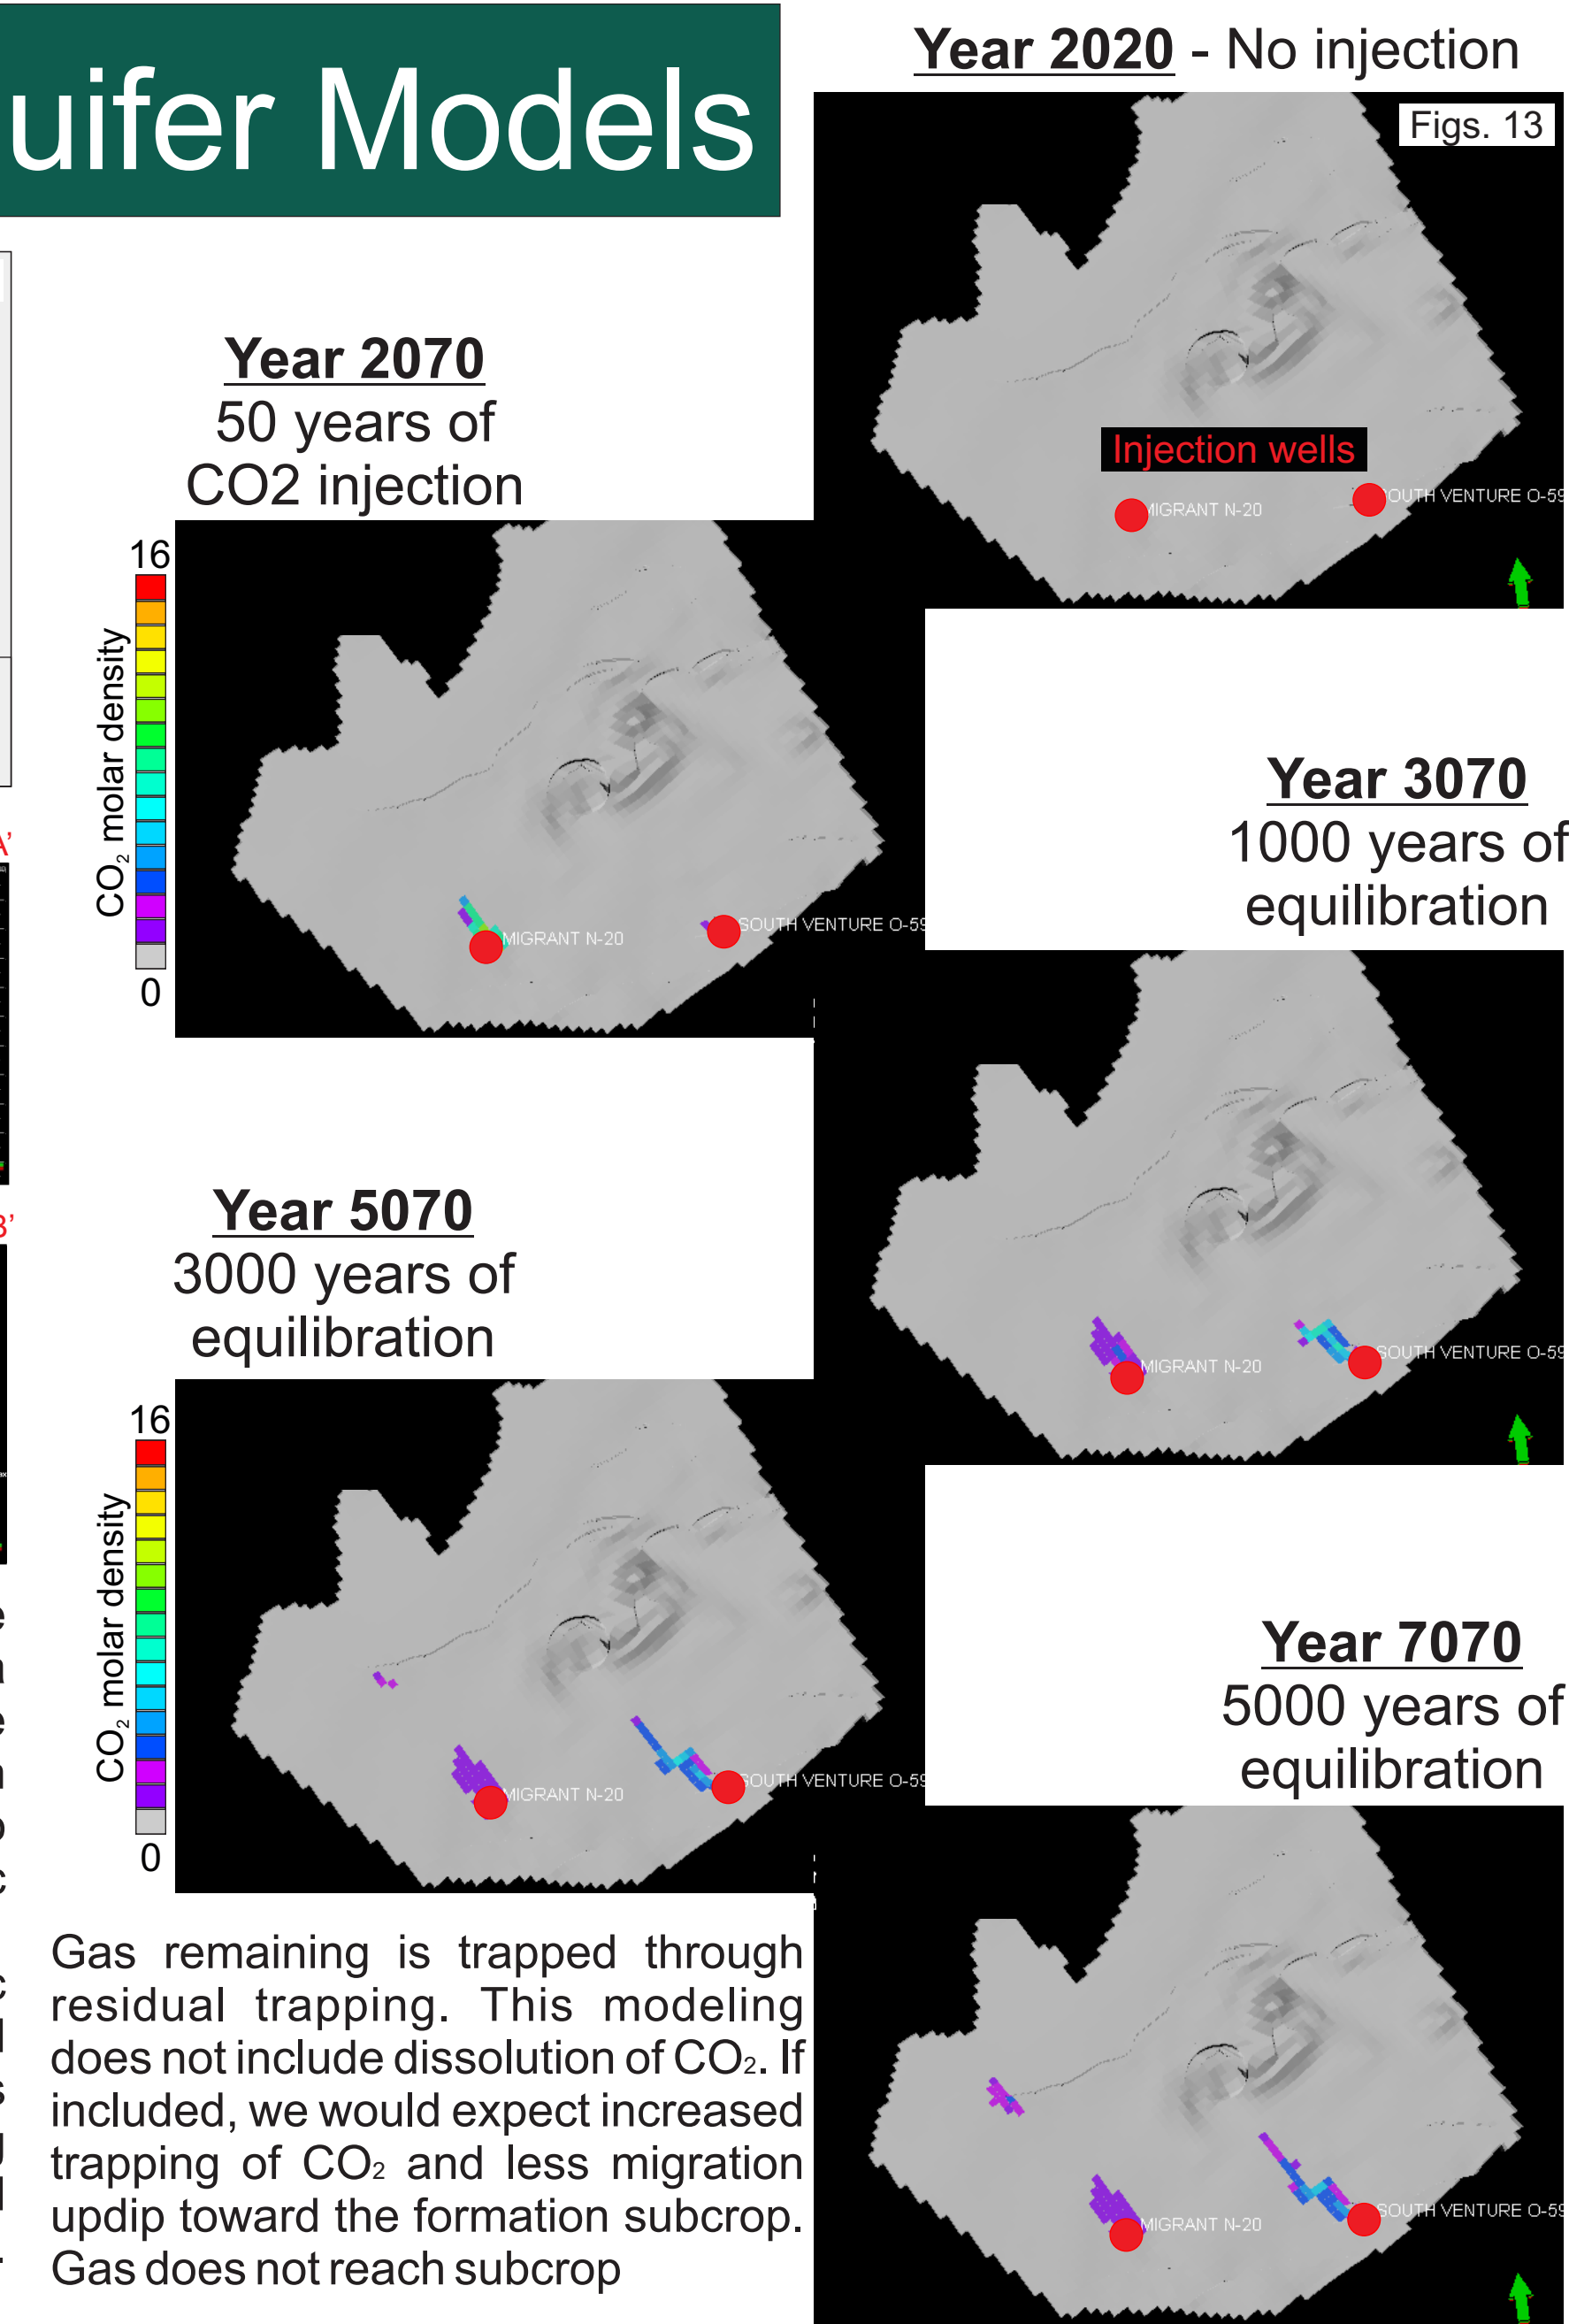 uifer Models
Year 2020 - No injection
Figs. 13
Injection wells
MIGRANT N-20
OUTH VENTURE O-59
Year 2070
50 years of
CO2 injection
16
CO₂ molar density
0
MIGRANT N-20
SOUTH VENTURE O-59
A’
Year 3070
1000 years of
equilibration
MIGRANT N-20
SOUTH VENTURE O-59
B’
Year 5070
3000 years of
equilibration
16
CO₂ molar density
0
MIGRANT N-20
OUTH VENTURE O-59
Year 7070
5000 years of
equilibration
MIGRANT N-20
SOUTH VENTURE O-59
Gas remaining is trapped through
residual trapping. This modeling
does not include dissolution of CO₂. If
included, we would expect increased
trapping of CO₂ and less migration
updip toward the formation subcrop.
Gas does not reach subcrop